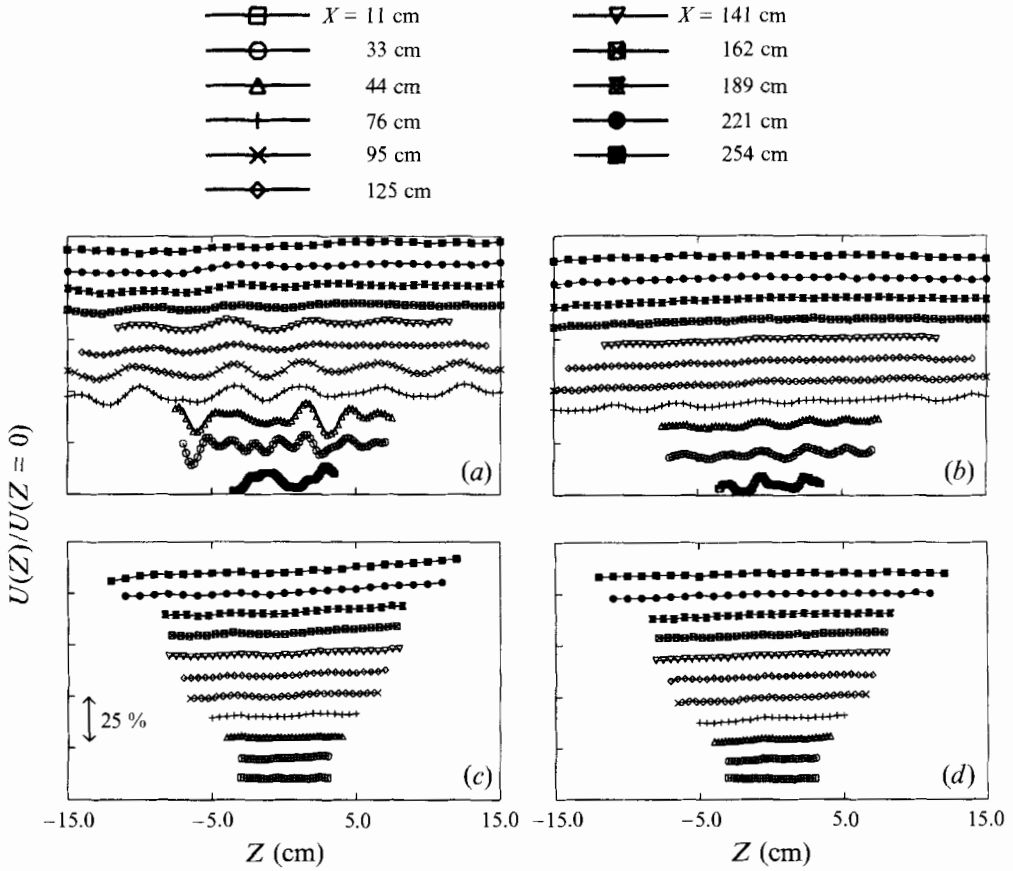 X = 11 cm
33 cm
44 cm
76 cm
95 cm
125 cm
141 cm
162 cm
189 cm
221 cm
254 cm
U(Z)/U(Z = 0)
(a)
(b)
25 %
(c)
(d)
−15.0 −5.0 5.0 15.0
−15.0 −5.0 5.0 15.0
Z (cm)
Z (cm)